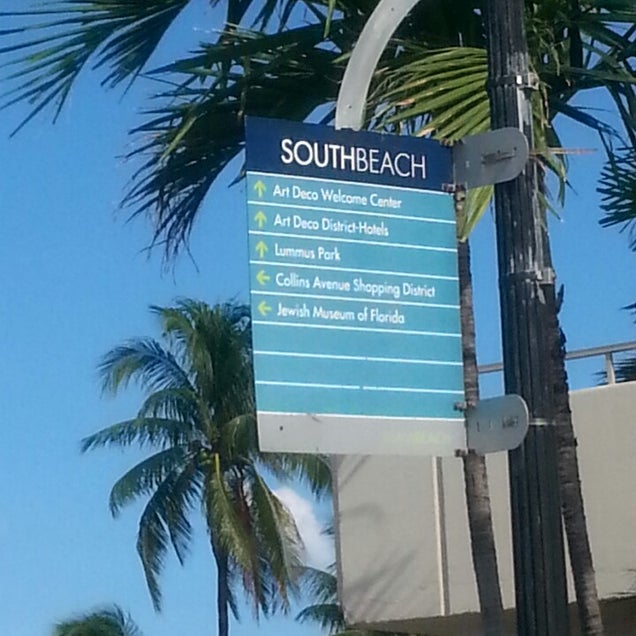 SOUTHBEACH
Art Deco Welcome Center
Art Deco District-Hotels
Lummus Park
Collins Avenue Shopping District
Jewish Museum of Florida